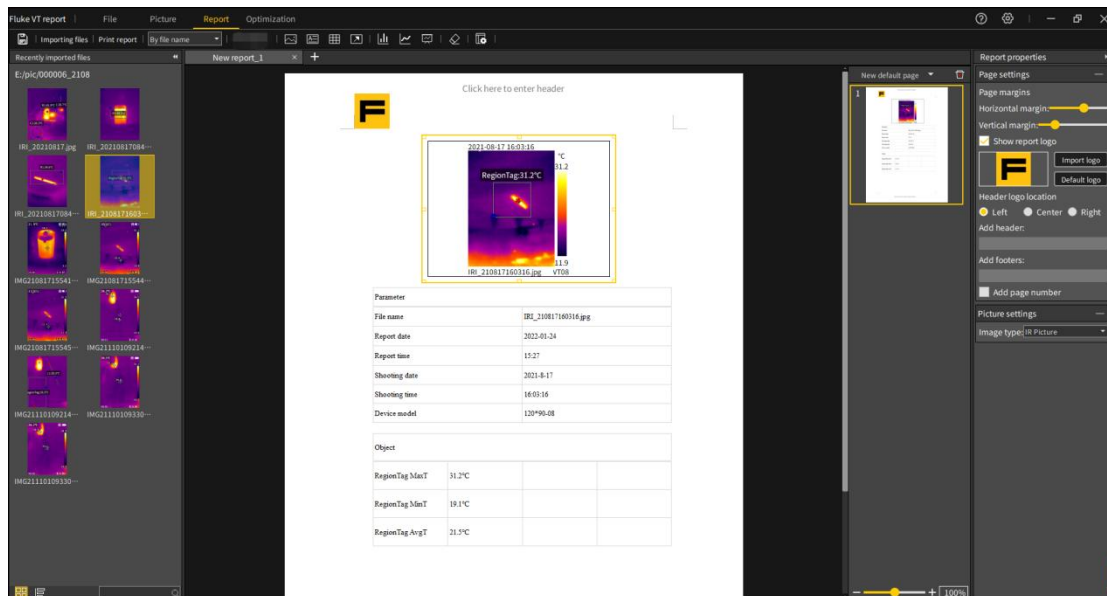 Fluke VT report File Picture Report Optimization
Importing files Print report By file name
Recently imported files
New report_1 × +
E:/pic/000006_2108
IRI_20210817.jpg IRI_20210817084···
IRI_20210817084··· IRI_2108171603···
IMG21081715541··· IMG21081715544···
IMG21081715545··· IMG21110109214···
IMG21110109214··· IMG21110109330···
IMG21110109330···
Click here to enter header
F
2021-08-17 16:03:16
°C
31.2
RegionTag:31.2°C
11.9
IRI_210817160316.jpg VT08
Parameter
File name IRI_210817160316.jpg
Report date 2022-01-24
Report time 15:27
Shooting date 2021-8-17
Shooting time 16:03:16
Device model 120*90-08
Object
RegionTag MaxT 31.2°C
RegionTag MinT 19.1°C
RegionTag AvgT 21.5°C
New default page
1
100%
Report properties
Page settings
Page margins
Horizontal margin:
Vertical margin:
Show report logo
F
Import logo
Default logo
Header logo location
Left Center Right
Add header:
Add footers:
Add page number
Picture settings
Image type: IR Picture